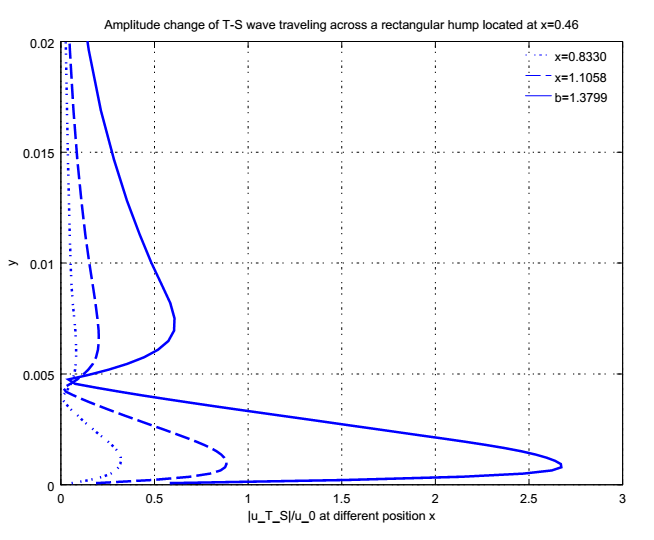 Amplitude change of T-S wave traveling across a rectangular hump located at x=0.46
0.02
x=0.8330
x=1.1058
b=1.3799
0.015
y
0.01
0.005
0
0 0.5 1 1.5 2 2.5 3
|u_T_S|/u_0 at different position x